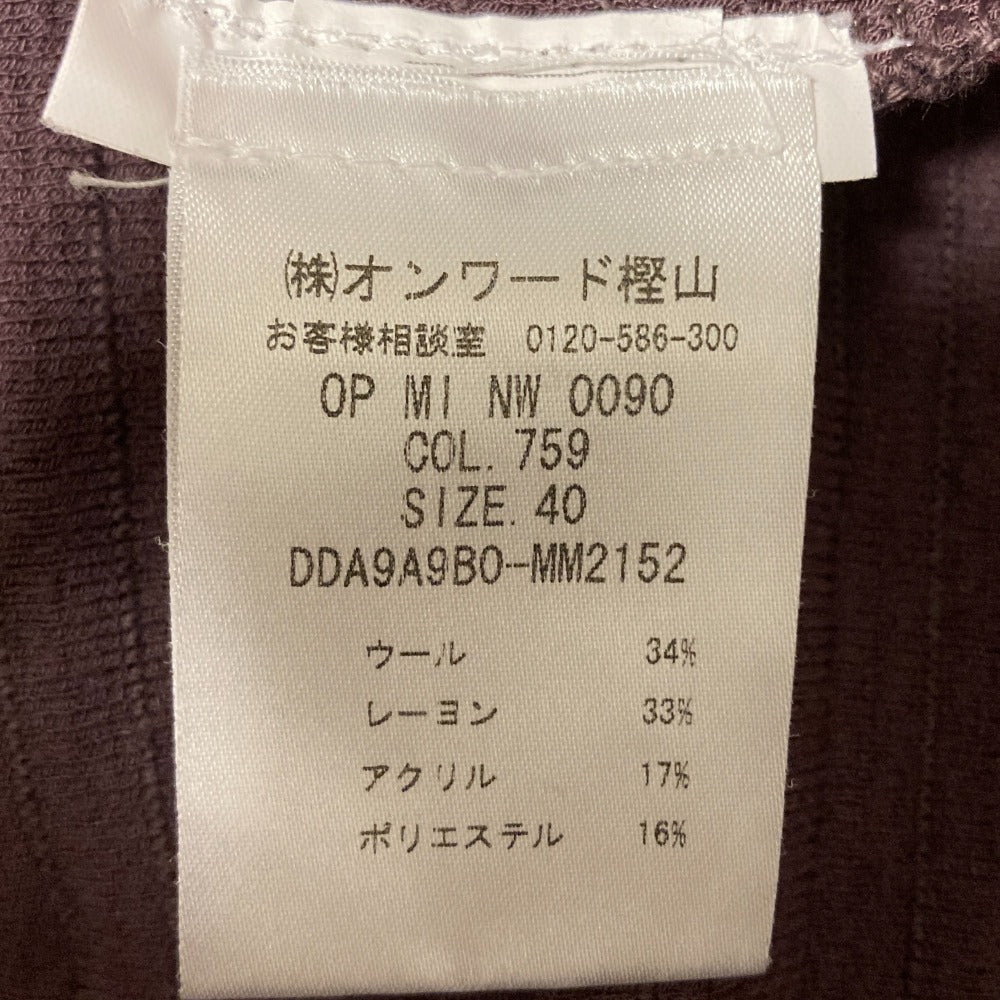 ㈱オンワード樫山
お客様相談室 0120-586-300
OP MI NW 0090
COL. 759
SIZE. 40
DDA9A9B0-MM2152
ウール 34%
レーヨン 33%
アクリル 17%
ポリエステル 16%